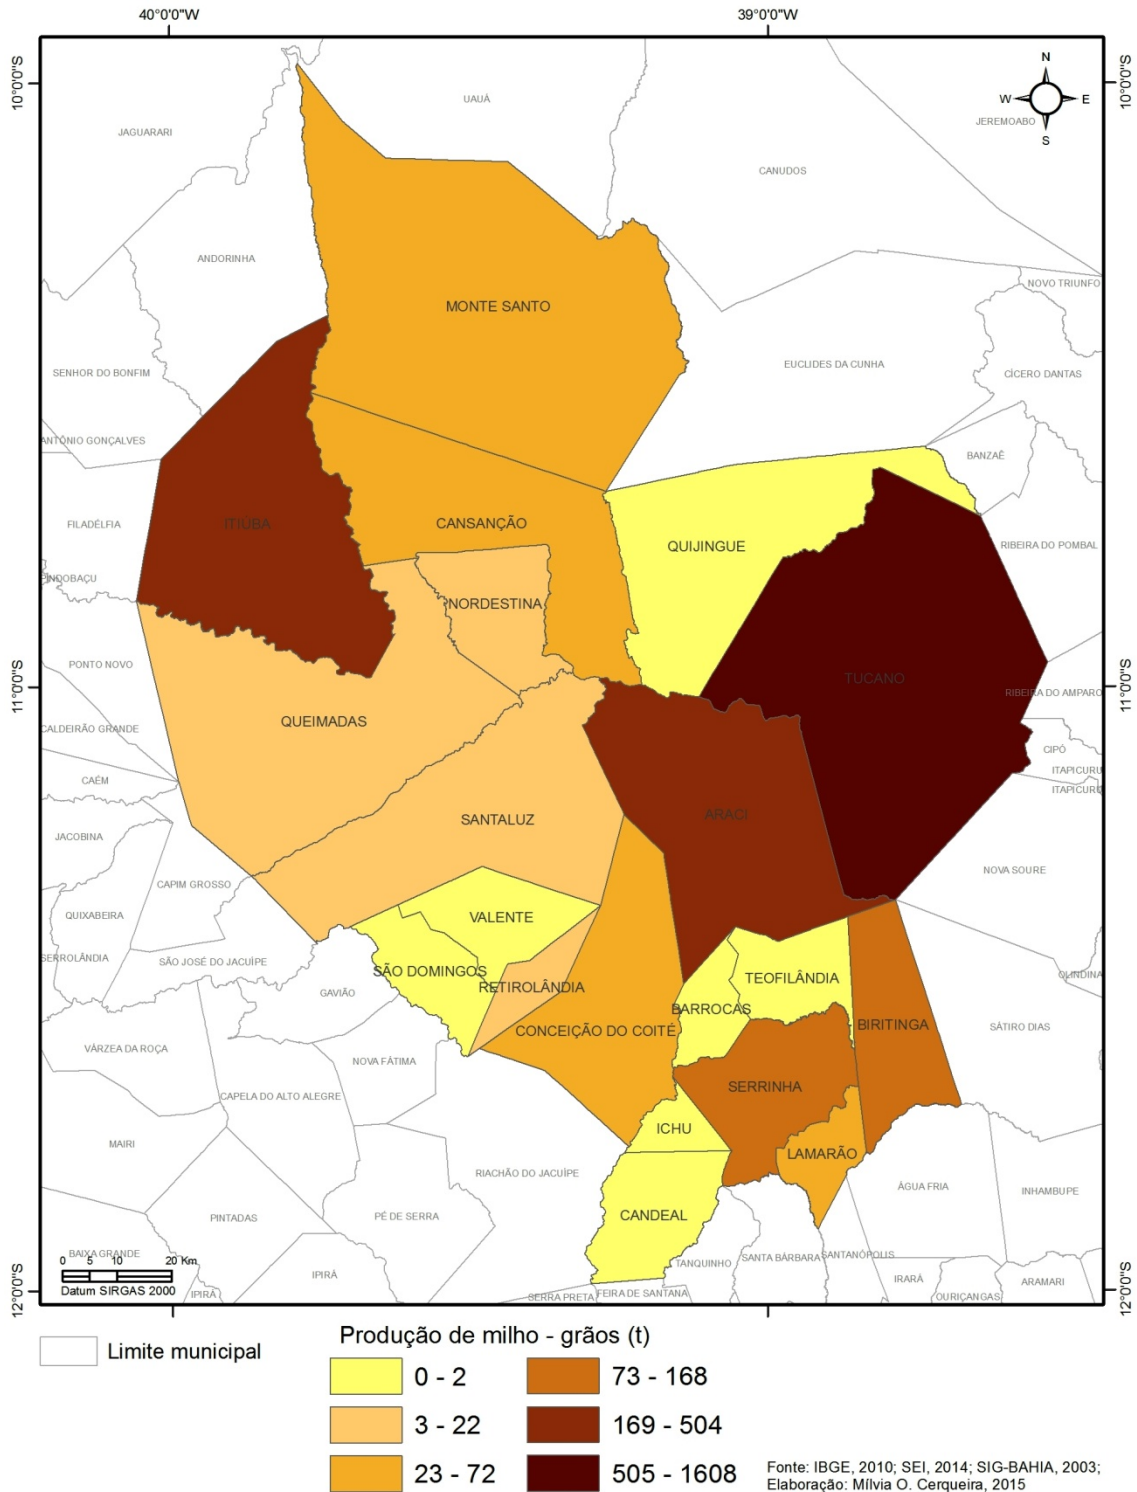 40°0'0"W
39°0'0"W
10°0'0"S
10°0'0"S
N
W
E
S
UAUÁ
JEREMOABO
JAGUARARI
CANUDOS
ANDORINHA
NOVO TRIUNFO
MONTE SANTO
EUCLIDES DA CUNHA
SENHOR DO BONFIM
CÍCERO DANTAS
ANTÔNIO GONÇALVES
BANZAÊ
FILADÉLFIA
ITIÚBA
CANSANÇÃO
QUIJINGUE
RIBEIRA DO POMBAL
PINDOBAÇU
NORDESTINA
PONTO NOVO
TUCANO
11°0'0"S
11°0'0"S
RIBEIRA DO AMPARO
QUEIMADAS
CALDEIRÃO GRANDE
CIPÓ
CAÉM
ITAPICURU
ITAPICURU
SANTALUZ
ARACI
JACOBINA
NOVA SOURE
CAPIM GROSSO
QUIXABEIRA
VALENTE
SERROLÂNDIA
SÃO JOSÉ DO JACUÍPE
SÃO DOMINGOS
TEOFILÂNDIA
OLINDINA
GAVIÃO
RETIROLÂNDIA
BARROCAS
CONCEIÇÃO DO COITÉ
BIRITINGA
SÁTIRO DIAS
VÁRZEA DA ROÇA
NOVA FÁTIMA
SERRINHA
CAPELA DO ALTO ALEGRE
ICHU
MAIRI
LAMARÃO
RIACHÃO DO JACUÍPE
ÁGUA FRIA
INHAMBUPE
PINTADAS
PÉ DE SERRA
CANDEAL
BAIXA GRANDE
TANQUINHO
SANTA BÁRBARA
SANTANÓPOLIS
0 5 10 20 Km
IPIRÁ
IRARÁ
ARAMARI
Datum SIRGAS 2000
IPIRÁ
SERRA PRETA
FEIRA DE SANTANA
OURIÇANGAS
12°0'0"S
12°0'0"S
Limite municipal
Produção de milho - grãos (t)
0 - 2
73 - 168
3 - 22
169 - 504
23 - 72
505 - 1608
Fonte: IBGE, 2010; SEI, 2014; SIG-BAHIA, 2003;
Elaboração: Mílvia O. Cerqueira, 2015